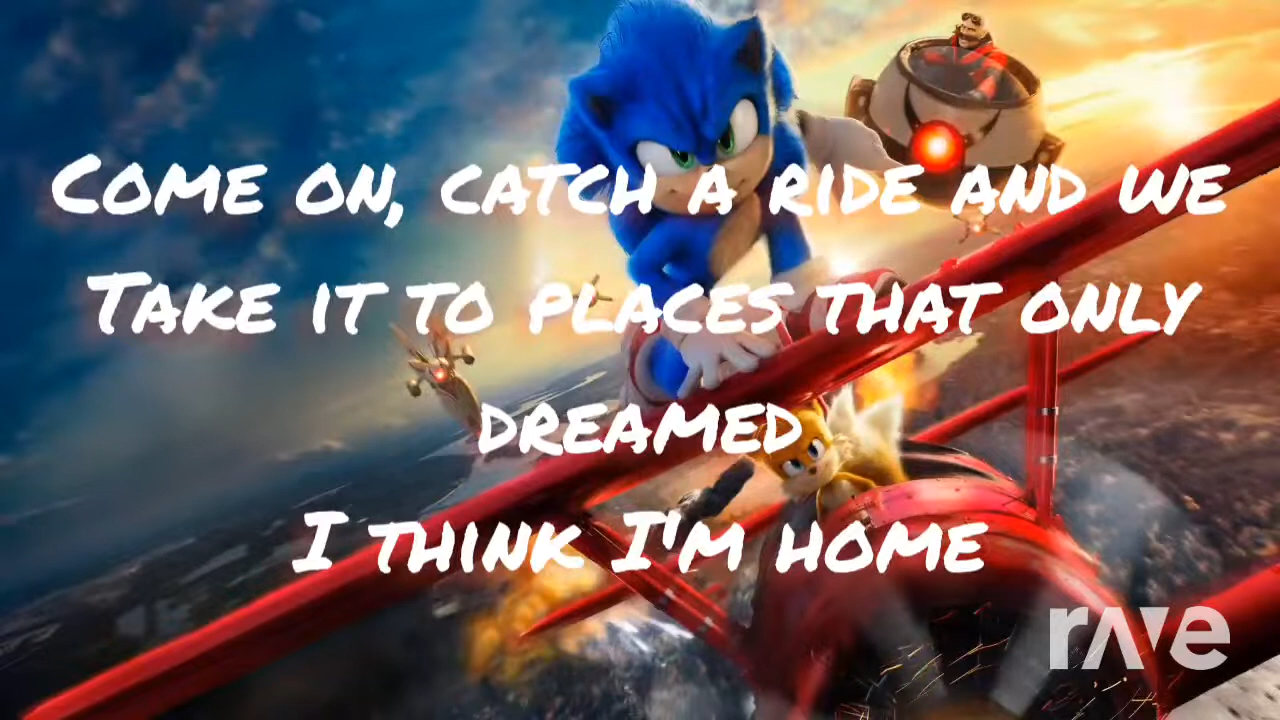 Come on, catch a ride and we
Take it to places that only
dreamed
I think I'm home
rave